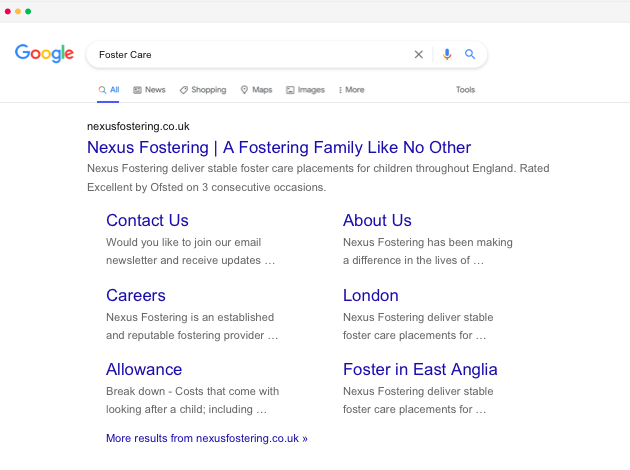 Google
Foster Care
All News Shopping Maps Images More Tools
nexusfostering.co.uk
Nexus Fostering | A Fostering Family Like No Other
Nexus Fostering deliver stable foster care placements for children throughout England. Rated
Excellent by Ofsted on 3 consecutive occasions.
Contact Us
Would you like to join our email
newsletter and receive updates …
About Us
Nexus Fostering has been making
a difference in the lives of …
Careers
Nexus Fostering is an established
and reputable fostering provider …
London
Nexus Fostering deliver stable
foster care placements for …
Allowance
Break down - Costs that come with
looking after a child; including …
Foster in East Anglia
Nexus Fostering deliver stable
foster care placements for …
More results from nexusfostering.co.uk »